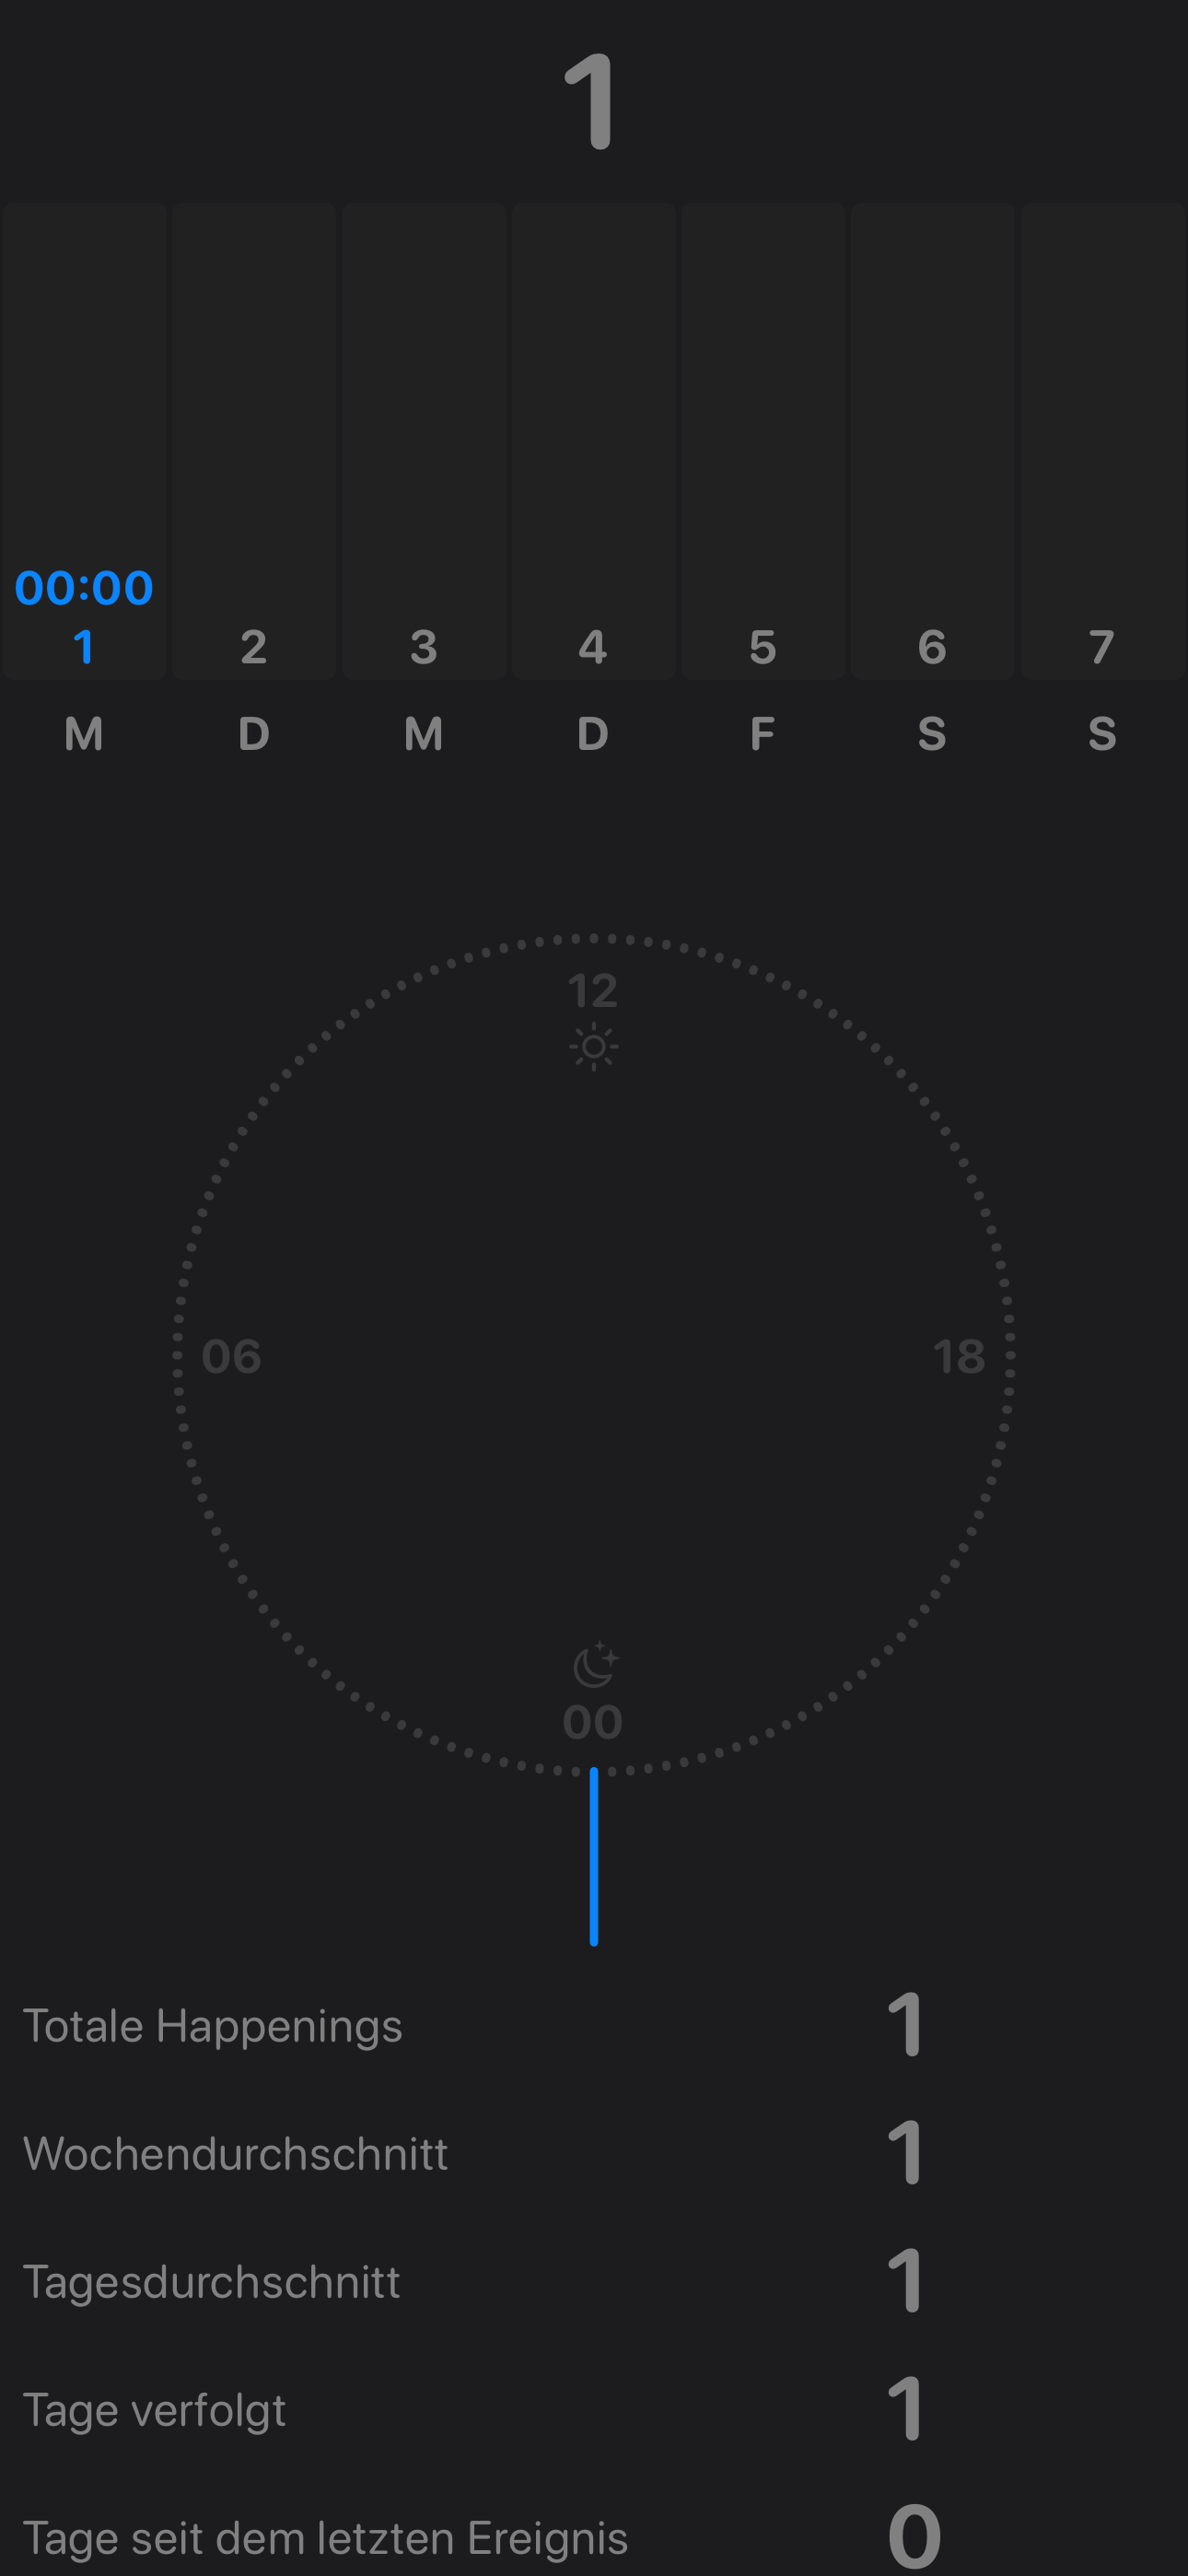 1
00:00
1 2 3 4 5 6 7
M D M D F S S
12
06 18
00
Totale Happenings 1
Wochendurchschnitt 1
Tagesdurchschnitt 1
Tage verfolgt 1
Tage seit dem letzten Ereignis 0